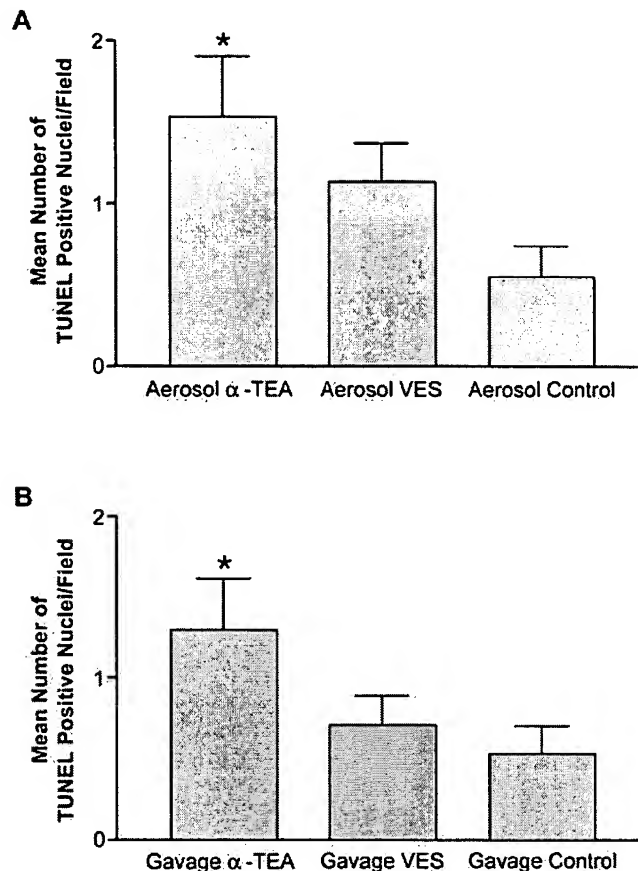 A
Mean Number of
TUNEL Positive Nuclei/Field
2
1
0
*
Aerosol α-TEA Aerosol VES Aerosol Control
B
Mean Number of
TUNEL Positive Nuclei/Field
2
1
0
*
Gavage α-TEA Gavage VES Gavage Control